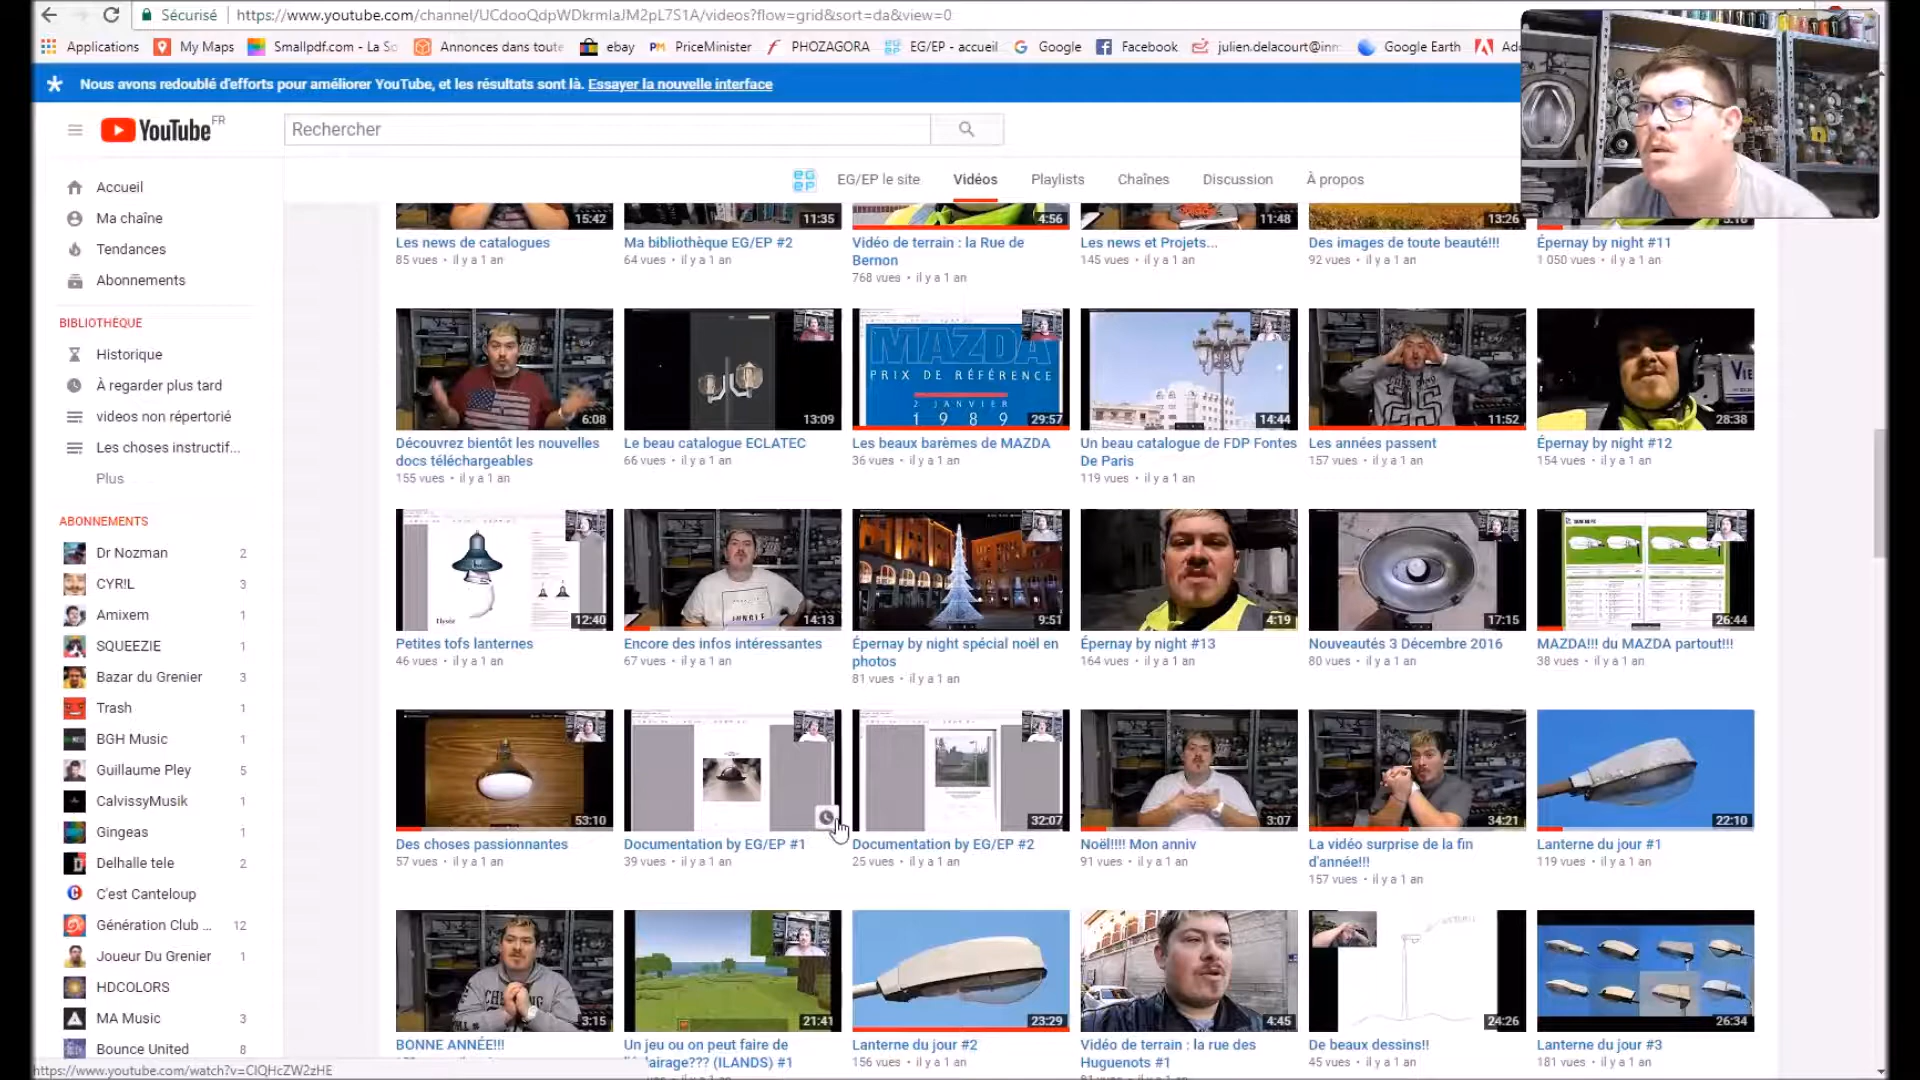 Sécurisé https://www.youtube.com/channel/UCdooQdpWDkrmlaJM2pL7S1A/videos?flow=grid&sort=da&view=0
Applications My Maps Smallpdf.com - La So Annonces dans toute ebay PriceMinister PHOZAGORA EG/EP - accueil Google Facebook julien.delacourt@inn Google Earth
Nous avons redoublé d'efforts pour améliorer YouTube, et les résultats sont là. Essayer la nouvelle interface
YouTube FR
Rechercher
EG/EP le site Vidéos Playlists Chaînes Discussion À propos
Accueil
Ma chaîne
Tendances
Abonnements
BIBLIOTHÈQUE
Historique
À regarder plus tard
videos non répertorié
Les choses instructif...
Plus
ABONNEMENTS
Dr Nozman 2
CYR!L 3
Amixem 1
SQUEEZIE 1
Bazar du Grenier 3
Trash 1
BGH Music 1
Guillaume Pley 5
CalvissyMusik 1
Gingeas 1
Delhalle tele 2
C'est Canteloup
Génération Club ... 12
Joueur Du Grenier 1
HDCOLORS
MA Music 3
Bounce United 8
https://www.youtube.com/watch?v=ClQHcZW2zHE
15:42 11:35 4:56 11:48 13:26
Les news de catalogues
85 vues • il y a 1 an
Ma bibliothèque EG/EP #2
64 vues • il y a 1 an
Vidéo de terrain : la Rue de
Bernon
768 vues • il y a 1 an
Les news et Projets...
145 vues • il y a 1 an
Des images de toute beauté!!!
92 vues • il y a 1 an
Épernay by night #11
1 050 vues • il y a 1 an
6:08
Découvrez bientôt les nouvelles
docs téléchargeables
155 vues • il y a 1 an
13:09
Le beau catalogue ECLATEC
66 vues • il y a 1 an
MAZDA
PRIX DE RÉFÉRENCE
2 JANVIER
1989
29:57
Les beaux barèmes de MAZDA
36 vues • il y a 1 an
14:44
Un beau catalogue de FDP Fontes
De Paris
119 vues • il y a 1 an
11:52
Les années passent
157 vues • il y a 1 an
28:38
Épernay by night #12
154 vues • il y a 1 an
12:40
Petites tofs lanternes
46 vues • il y a 1 an
JUNGLE
14:13
Encore des infos intéressantes
67 vues • il y a 1 an
9:51
Épernay by night spécial noël en
photos
81 vues • il y a 1 an
4:19
Épernay by night #13
164 vues • il y a 1 an
17:15
Nouveautés 3 Décembre 2016
80 vues • il y a 1 an
26:44
MAZDA!!! du MAZDA partout!!!
38 vues • il y a 1 an
53:10
Des choses passionnantes
57 vues • il y a 1 an
Documentation by EG/EP #1
39 vues • il y a 1 an
32:07
Documentation by EG/EP #2
25 vues • il y a 1 an
3:07
Noël!!!! Mon anniv
91 vues • il y a 1 an
34:21
La vidéo surprise de la fin
d'année!!!
157 vues • il y a 1 an
22:10
Lanterne du jour #1
119 vues • il y a 1 an
3:15
BONNE ANNÉE!!!
21:41
Un jeu ou on peut faire de
l'éclairage??? (ILANDS) #1
23:29
Lanterne du jour #2
156 vues • il y a 1 an
4:45
Vidéo de terrain : la rue des
Huguenots #1
24:26
De beaux dessins!!
45 vues • il y a 1 an
26:34
Lanterne du jour #3
181 vues • il y a 1 an